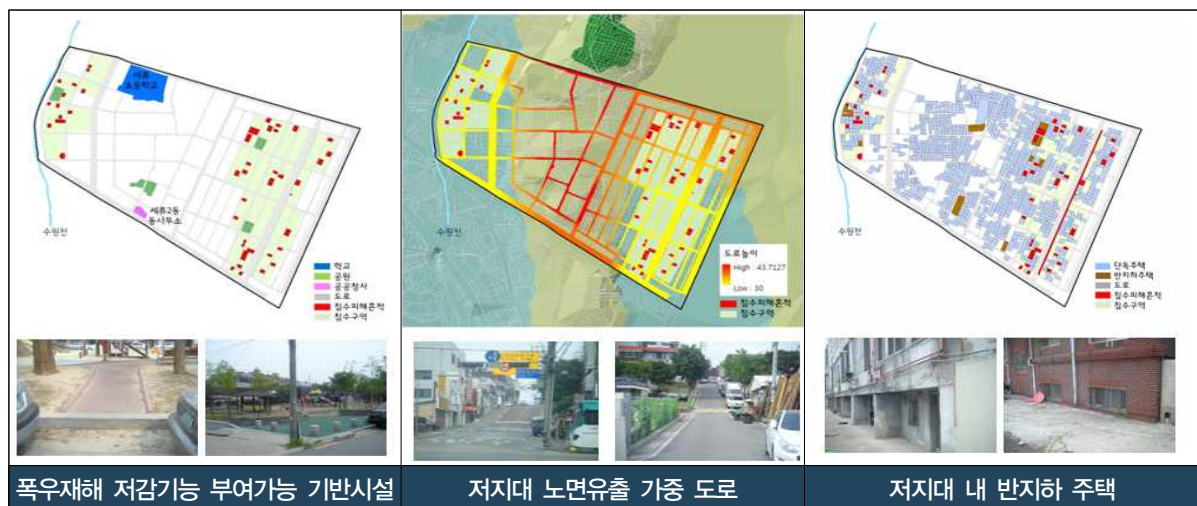 세류
초등학교
세류2동
동사무소
수원천
학교
공원
공공청사
도로
침수피해흔적
침수구역
수원천
도로높이
High : 43.7127
Low : 30
침수피해흔적
침수구역
수원천
단독주택
반지하주택
도로
침수피해흔적
침수구역
폭우재해 저감기능 부여가능 기반시설
저지대 노면유출 가중 도로
저지대 내 반지하 주택